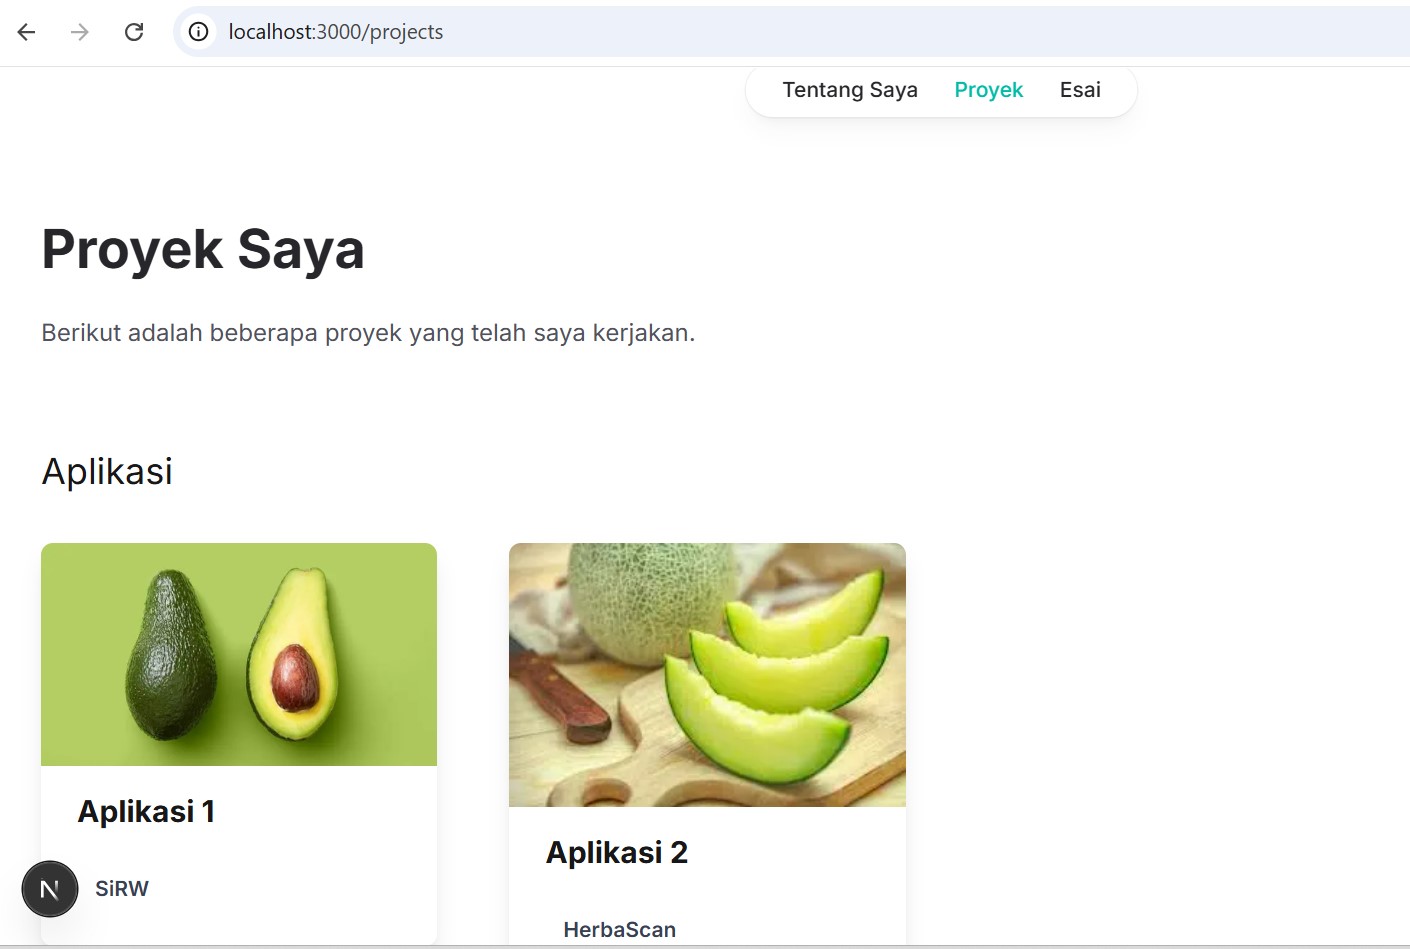 localhost:3000/projects
Tentang Saya Proyek Esai
Proyek Saya
Berikut adalah beberapa proyek yang telah saya kerjakan.
Aplikasi
Aplikasi 1
SiRW
Aplikasi 2
HerbaScan
N